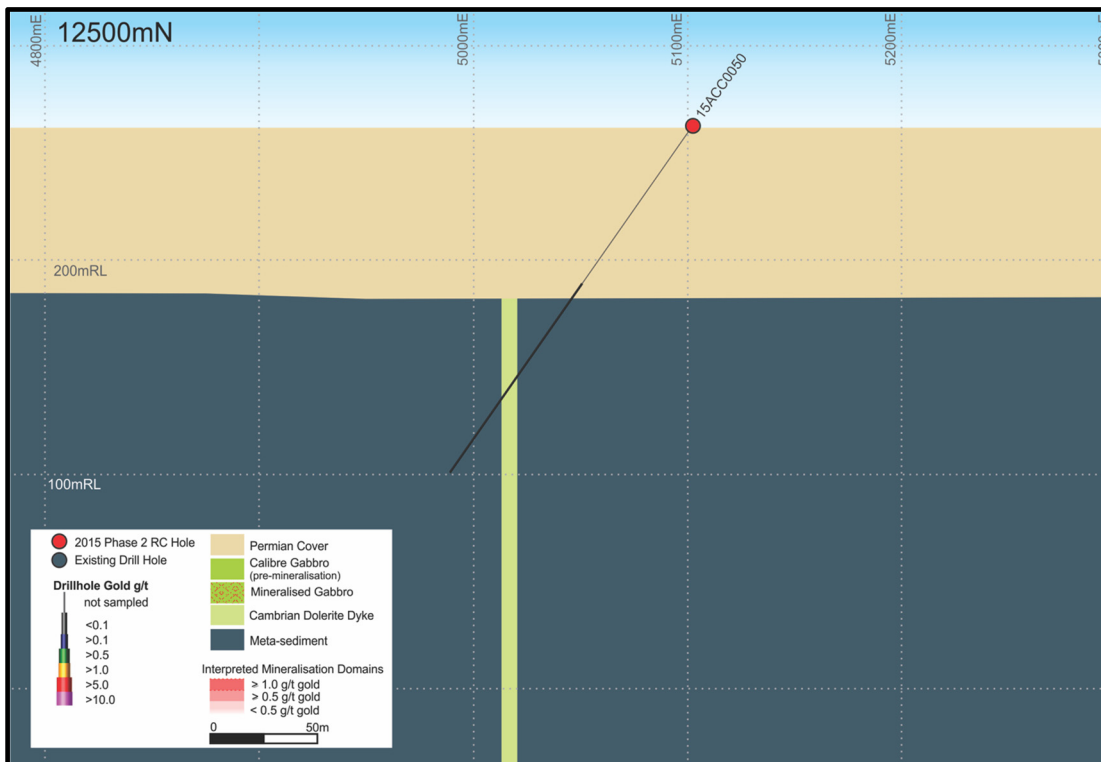 12500mN
4800mE
5000mE
5100mE
5200mE
15ACC0050
200mRL
100mRL
2015 Phase 2 RC Hole
Existing Drill Hole
Drillhole Gold g/t
not sampled
<0.1
>0.1
>0.5
>1.0
>5.0
>10.0
Permian Cover
Calibre Gabbro
(pre-mineralisation)
Mineralised Gabbro
Cambrian Dolerite Dyke
Meta-sediment
Interpreted Mineralisation Domains
> 1.0 g/t gold
> 0.5 g/t gold
< 0.5 g/t gold
0 50m